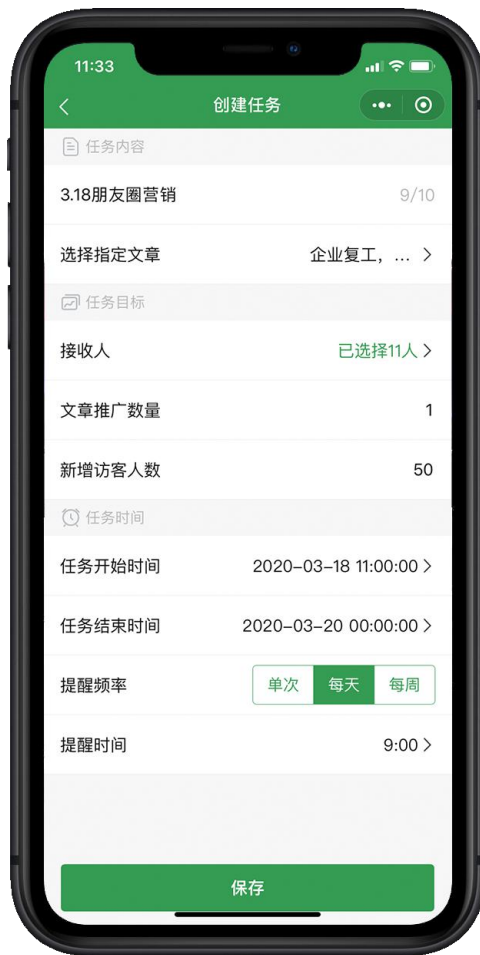 11:33
创建任务
任务内容
3.18朋友圈营销 9/10
选择指定文章 企业复工，...
任务目标
接收人 已选择11人
文章推广数量 1
新增访客人数 50
任务时间
任务开始时间 2020-03-18 11:00:00
任务结束时间 2020-03-20 00:00:00
提醒频率 单次 每天 每周
提醒时间 9:00
保存